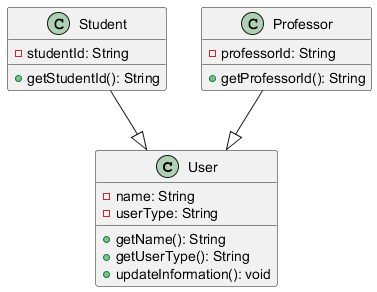 C Student
studentId: String
getStudentId(): String
C Professor
professorId: String
getProfessorId(): String
C User
name: String
userType: String
getName(): String
getUserType(): String
updateInformation(): void